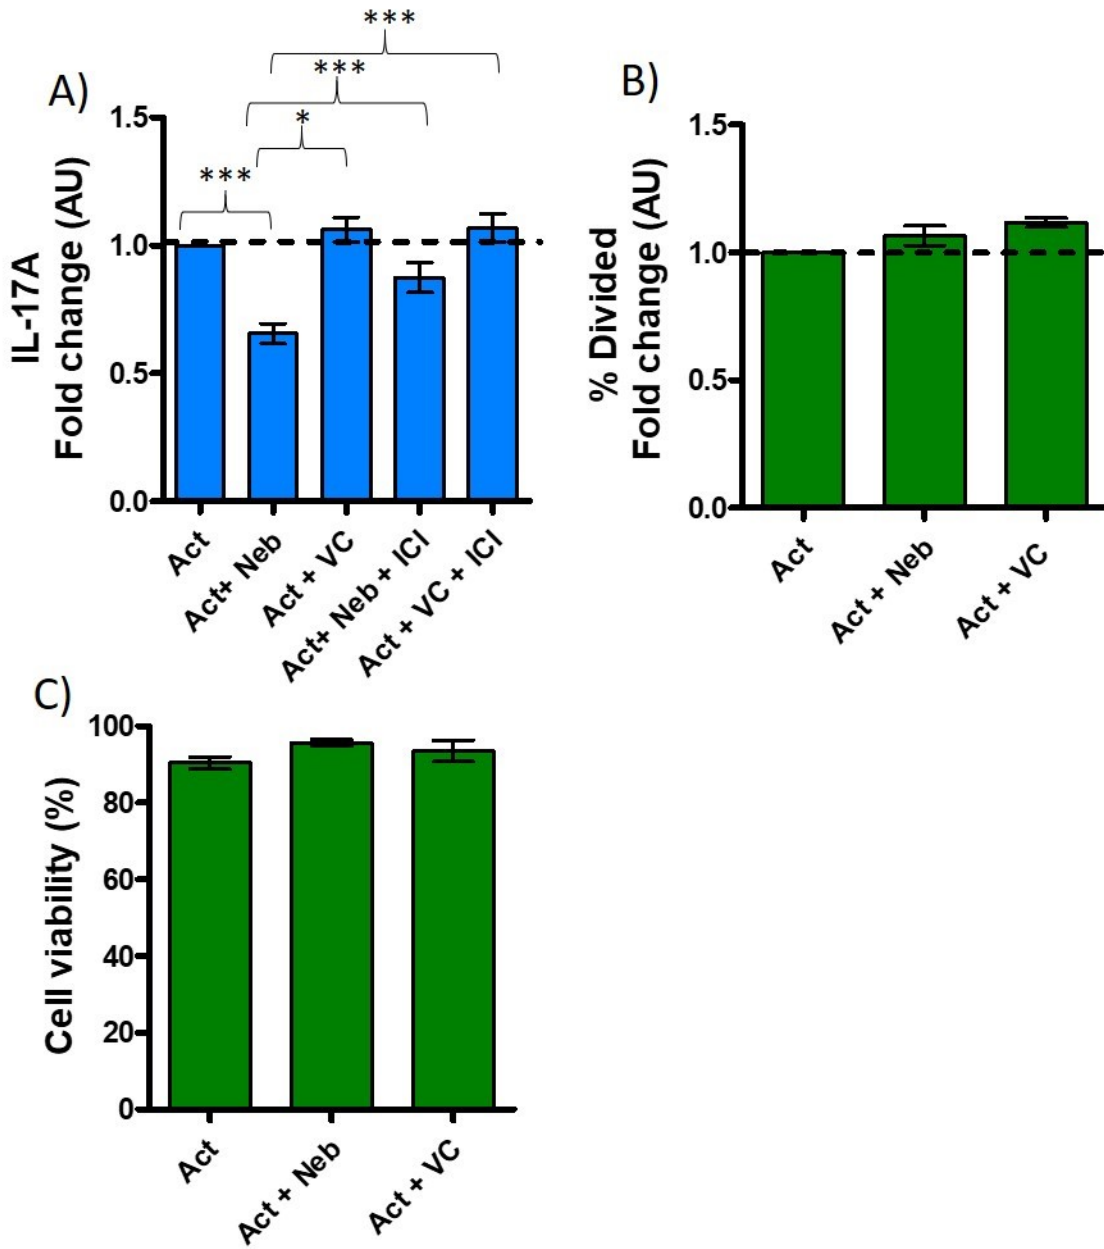 A)
***
***
*
***
IL-17A
Fold change (AU)
1.5
1.0
0.5
0.0
Act
Act+ Neb
Act + VC
Act+ Neb + ICI
Act + VC + ICI
B)
% Divided
Fold change (AU)
1.5
1.0
0.5
0.0
Act
Act + Neb
Act + VC
C)
Cell viability (%)
100
80
60
40
20
0
Act
Act + Neb
Act + VC